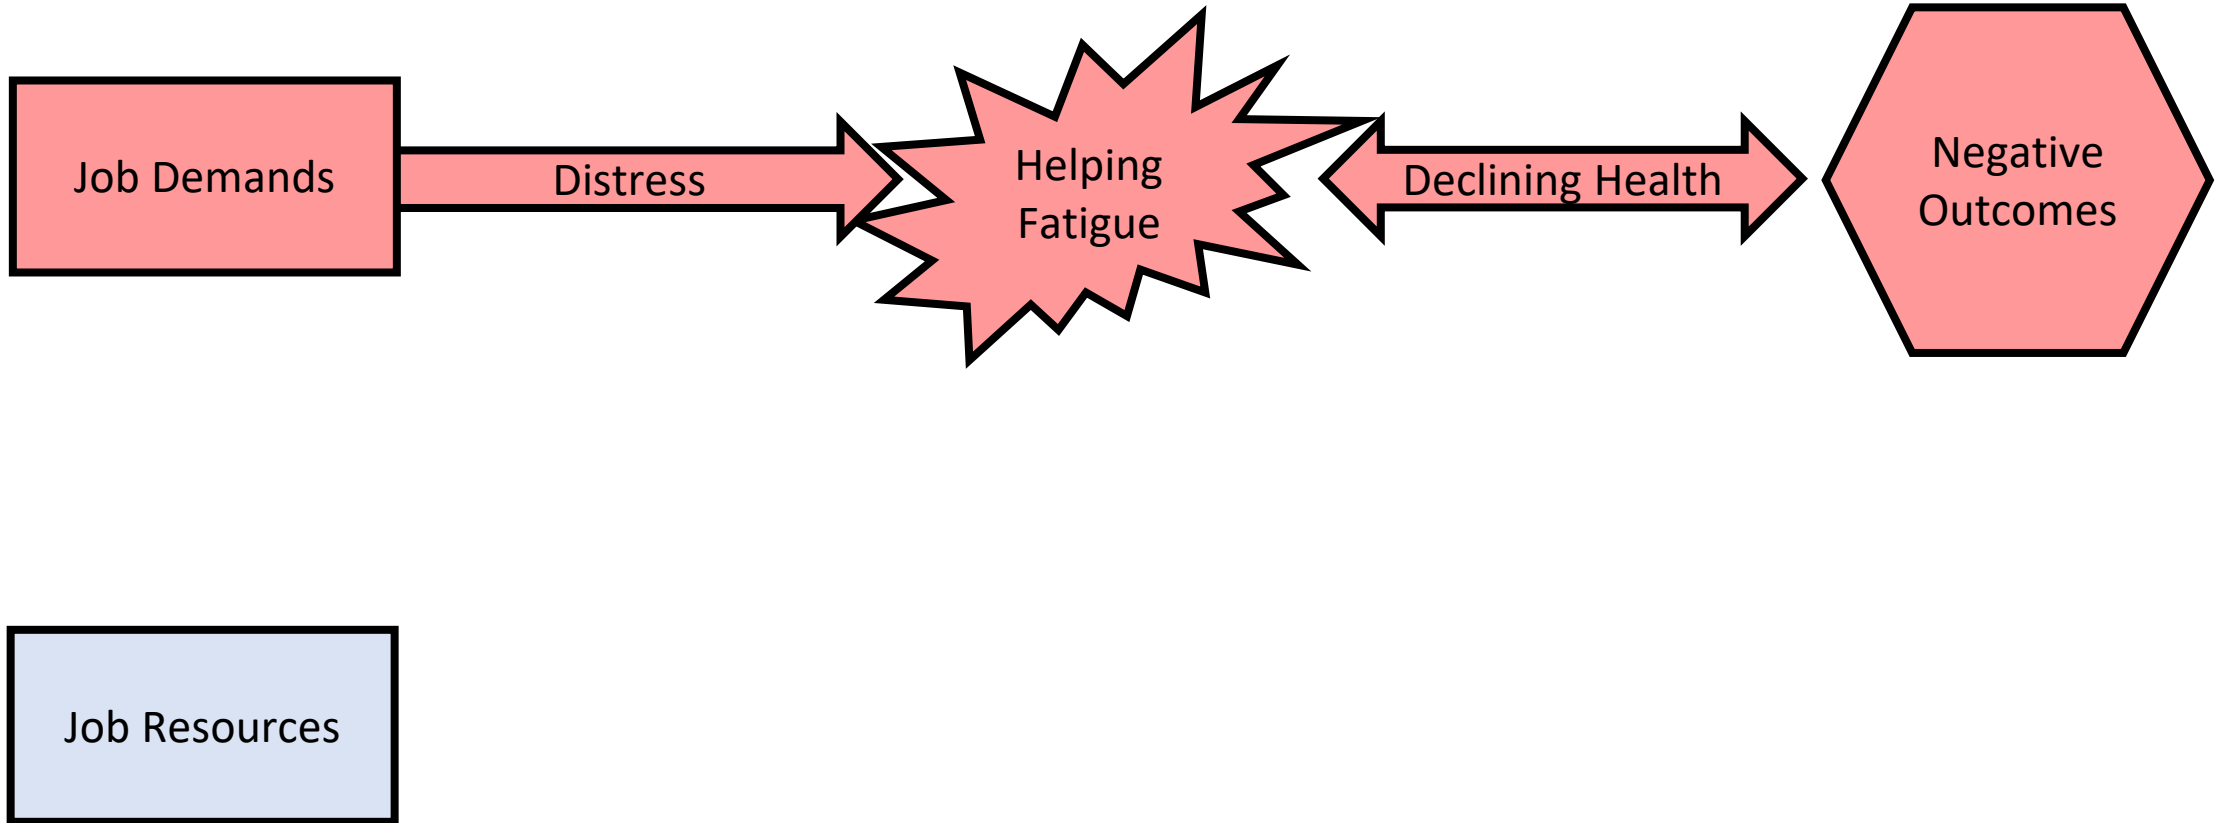 Job Demands
Distress
Helping
Fatigue
Declining Health
Negative
Outcomes
Job Resources